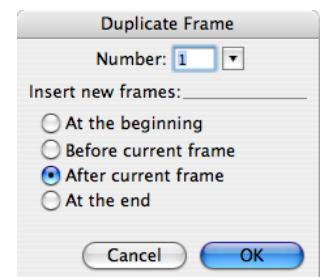 Duplicate Frame
Number: 1
Insert new frames:
At the beginning
Before current frame
After current frame
At the end
Cancel OK